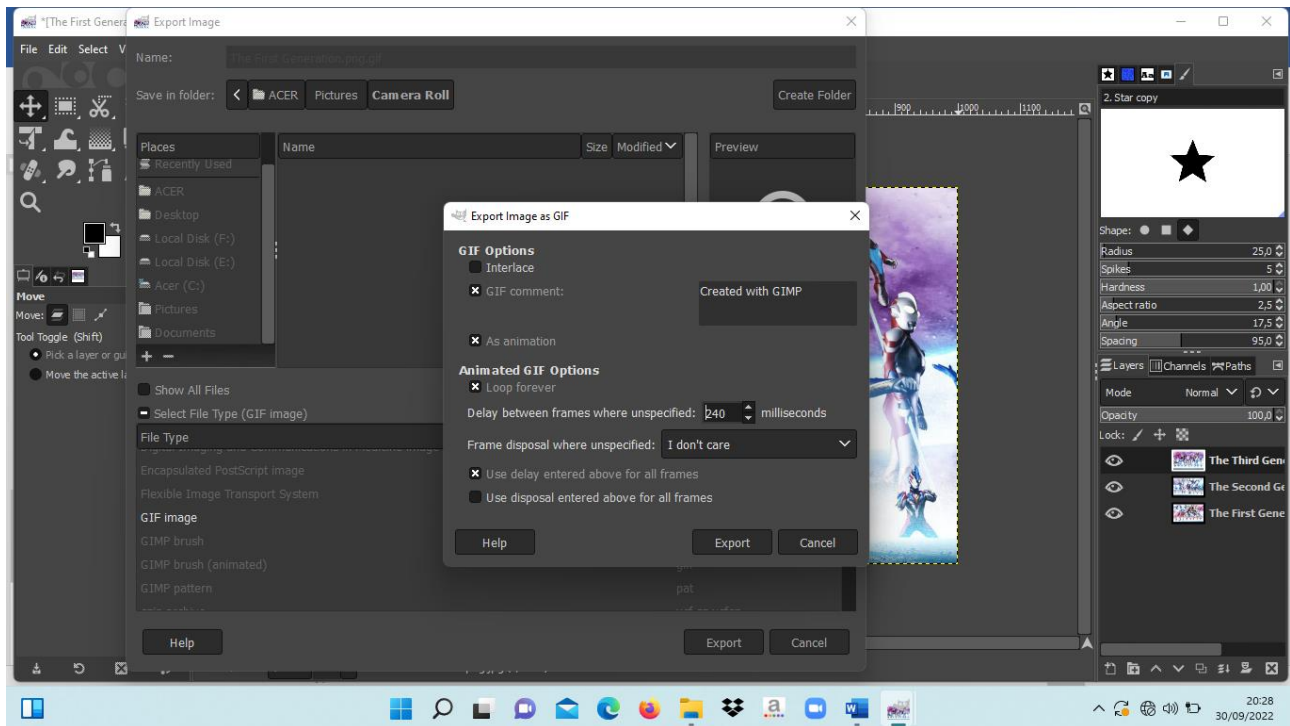 *[The First Genera
Export Image
File Edit Select V
Name: The First Generation.png.gif
Save in folder: ACER Pictures Camera Roll Create Folder
900 1000 1100
2. Star copy
Places Name Size Modified Preview
Recently Used
ACER
Desktop
Local Disk (F:)
Local Disk (E:)
Acer (C:)
Pictures
Documents
Move
Move:
Tool Toggle (Shift)
Pick a layer or gui
Move the active la
Show All Files
Select File Type (GIF image)
File Type
Encapsulated PostScript image
Flexible Image Transport System
GIF image
GIMP brush
GIMP brush (animated)
GIMP pattern pat
Help Export Cancel
Export Image as GIF
GIF Options
Interlace
GIF comment: Created with GIMP
As animation
Animated GIF Options
Loop forever
Delay between frames where unspecified: 240 milliseconds
Frame disposal where unspecified: I don't care
Use delay entered above for all frames
Use disposal entered above for all frames
Help Export Cancel
Shape:
Radius 25,0
Spikes 5
Hardness 1,00
Aspect ratio 2,5
Angle 17,5
Spacing 95,0
Layers Channels Paths
Mode Normal
Opacity 100,0
Lock:
The Third Gen
The Second Ge
The First Gene
20:28
30/09/2022